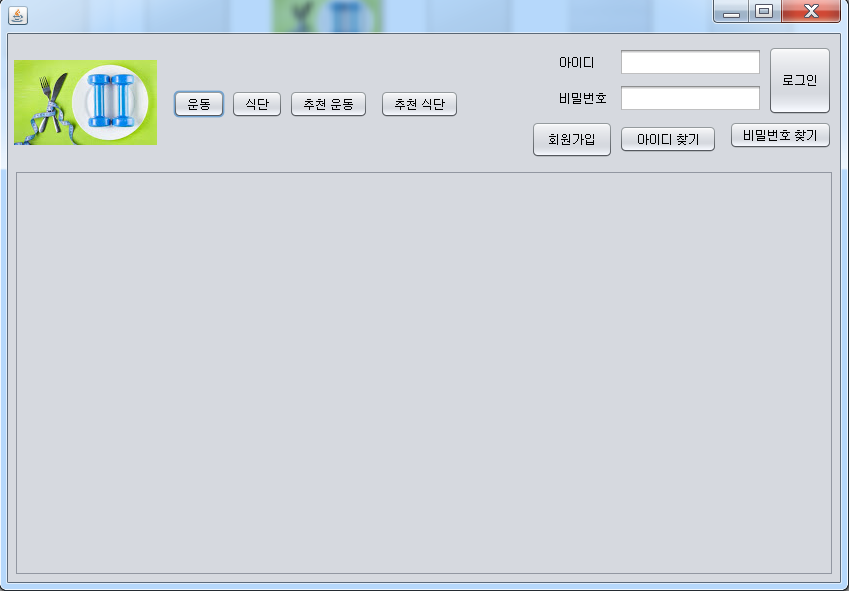 아이디
비밀번호
로그인
운동 식단 추천 운동 추천 식단
회원가입 아이디 찾기 비밀번호 찾기